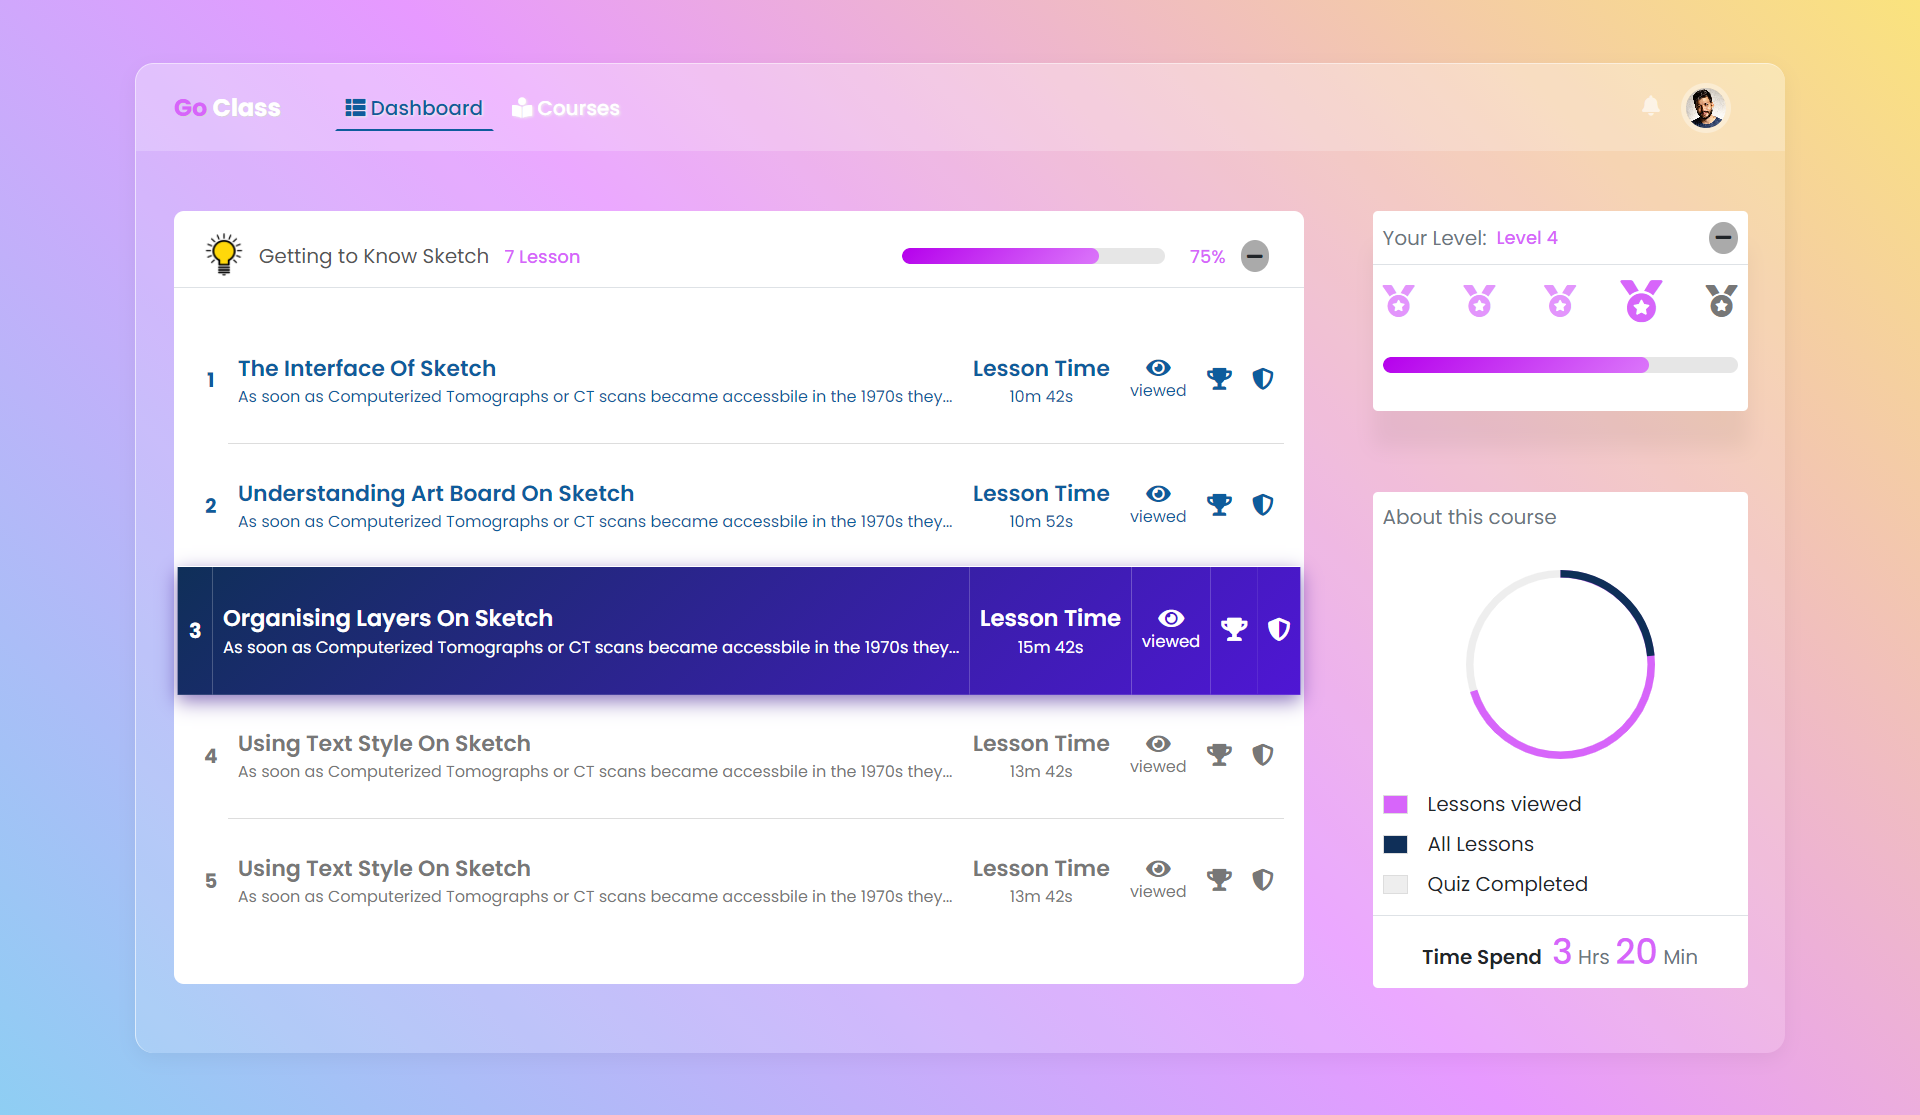 Go Class
Dashboard
Courses
Getting to Know Sketch 7 Lesson 75%
1
The Interface Of Sketch
As soon as Computerized Tomographs or CT scans became accessbile in the 1970s they...
Lesson Time
10m 42s
viewed
2
Understanding Art Board On Sketch
As soon as Computerized Tomographs or CT scans became accessbile in the 1970s they...
Lesson Time
10m 52s
viewed
3
Organising Layers On Sketch
As soon as Computerized Tomographs or CT scans became accessbile in the 1970s they...
Lesson Time
15m 42s
viewed
4
Using Text Style On Sketch
As soon as Computerized Tomographs or CT scans became accessbile in the 1970s they...
Lesson Time
13m 42s
viewed
5
Using Text Style On Sketch
As soon as Computerized Tomographs or CT scans became accessbile in the 1970s they...
Lesson Time
13m 42s
viewed
Your Level: Level 4
About this course
Lessons viewed
All Lessons
Quiz Completed
Time Spend 3 Hrs 20 Min